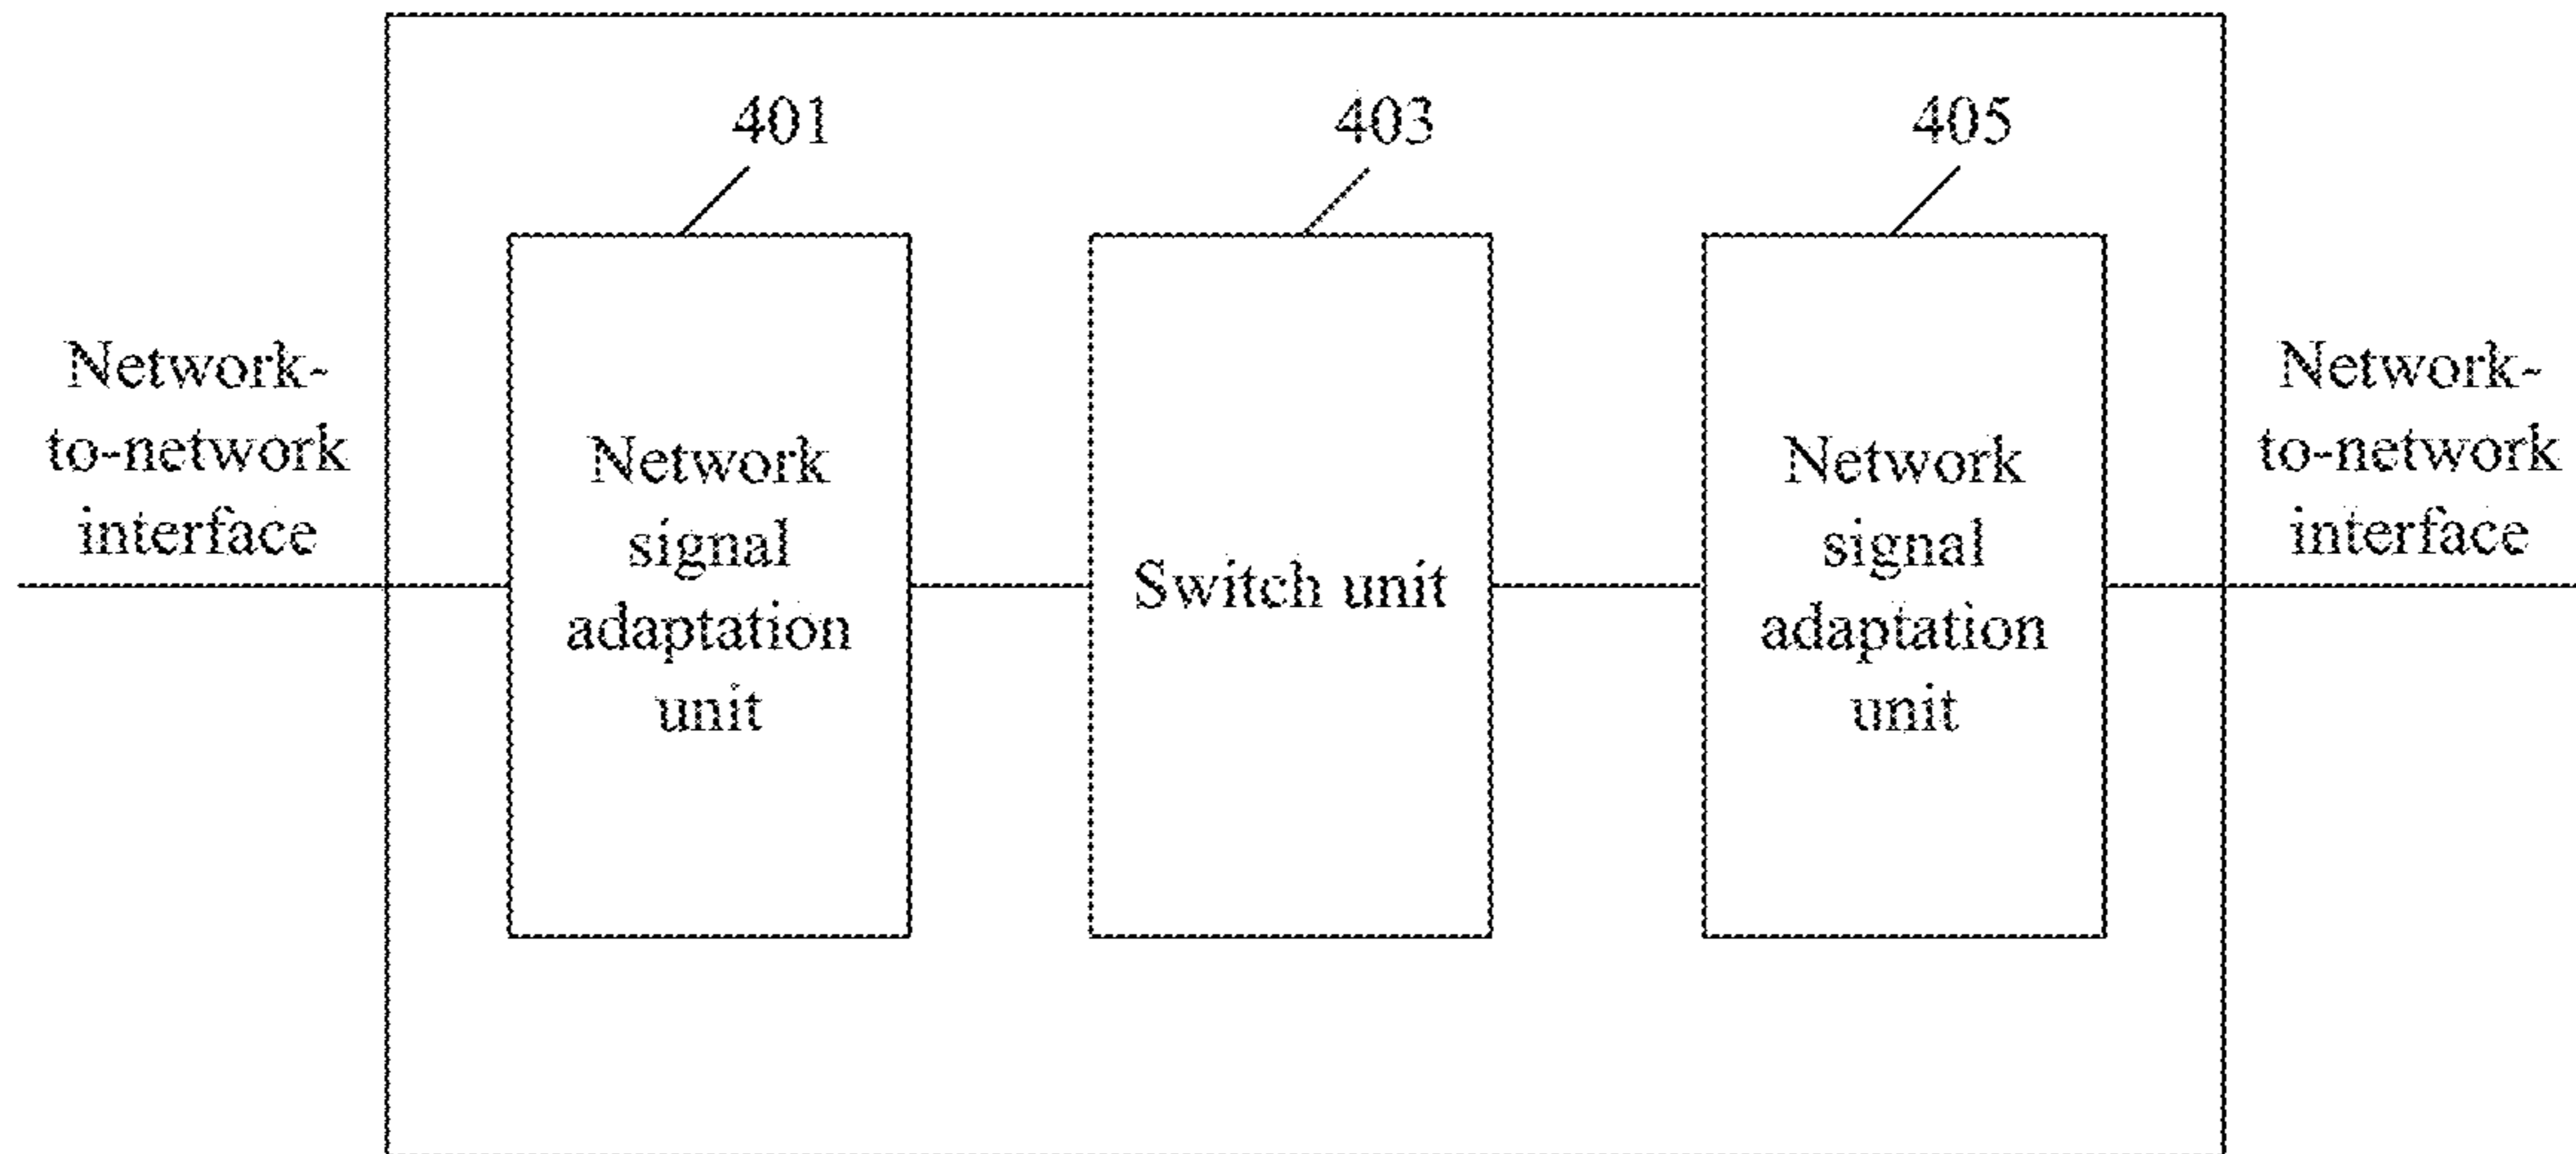 401
403
405
Network-
to-network
interface
Network
signal
adaptation
unit
Switch unit
Network
signal
adaptation
unit
Network-
to-network
interface